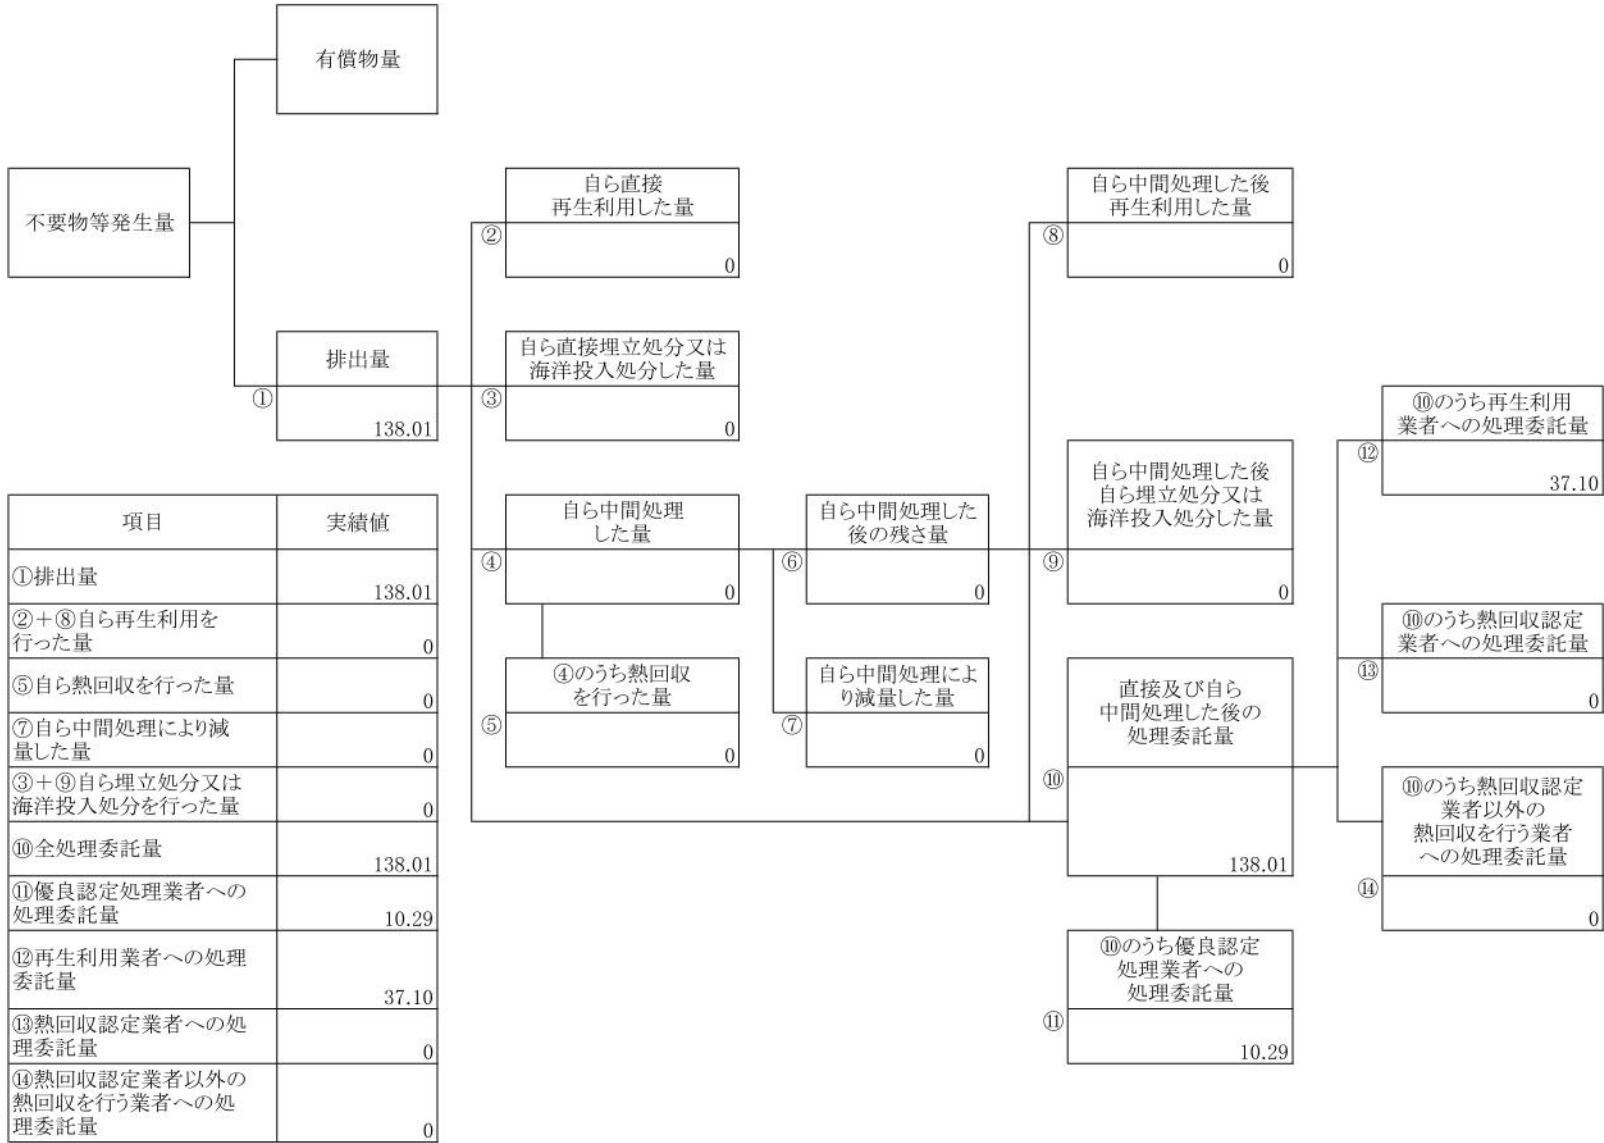 有償物量
不要物等発生量
排出量
①
138.01
自ら直接
再生利用した量
②
0
自ら直接埋立処分又は
海洋投入処分した量
③
0
自ら中間処理
した量
④
0
④のうち熱回収
を行った量
⑤
0
自ら中間処理した
後の残さ量
⑥
0
自ら中間処理によ
り減量した量
⑦
0
自ら中間処理した後
再生利用した量
⑧
0
自ら中間処理した後
自ら埋立処分又は
海洋投入処分した量
⑨
0
直接及び自ら
中間処理した後の
処理委託量
⑩
138.01
⑩のうち優良認定
処理業者への
処理委託量
⑪
10.29
⑩のうち再生利用
業者への処理委託量
⑫
37.10
⑩のうち熱回収認定
業者への処理委託量
⑬
0
⑩のうち熱回収認定
業者以外の
熱回収を行う業者
への処理委託量
⑭
0
項目 実績値
①排出量
138.01
②＋⑧自ら再生利用を
行った量
0
⑤自ら熱回収を行った量
0
⑦自ら中間処理により減
量した量
0
③＋⑨自ら埋立処分又は
海洋投入処分を行った量
0
⑩全処理委託量
138.01
⑪優良認定処理業者への
処理委託量
10.29
⑫再生利用業者への処理
委託量
37.10
⑬熱回収認定業者への処
理委託量
0
⑭熱回収認定業者以外の
熱回収を行う業者への処
理委託量
0